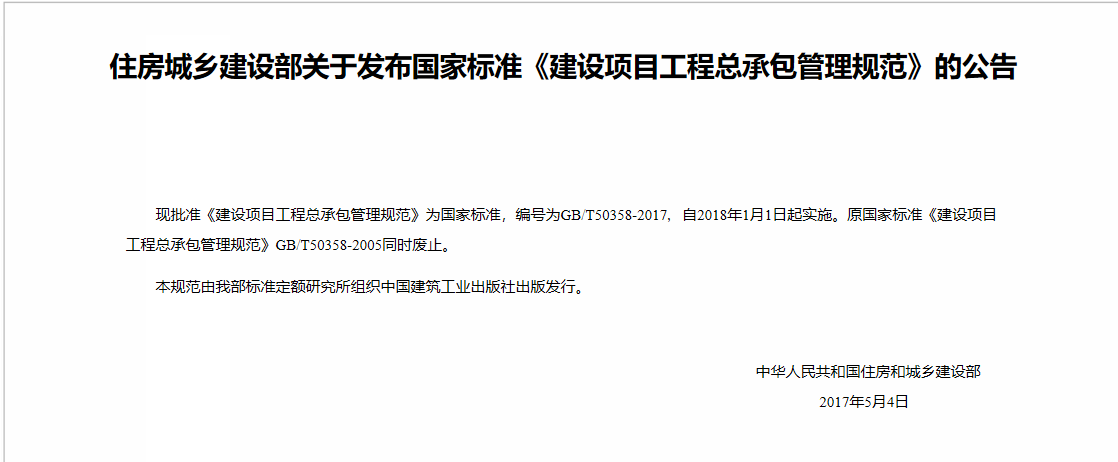 住房城乡建设部关于发布国家标准《建设项目工程总承包管理规范》的公告
现批准《建设项目工程总承包管理规范》为国家标准，编号为GB/T50358-2017，自2018年1月1日起实施。原国家标准《建设项目
工程总承包管理规范》GB/T50358-2005同时废止。
本规范由我部标准定额研究所组织中国建筑工业出版社出版发行。
中华人民共和国住房和城乡建设部
2017年5月4日